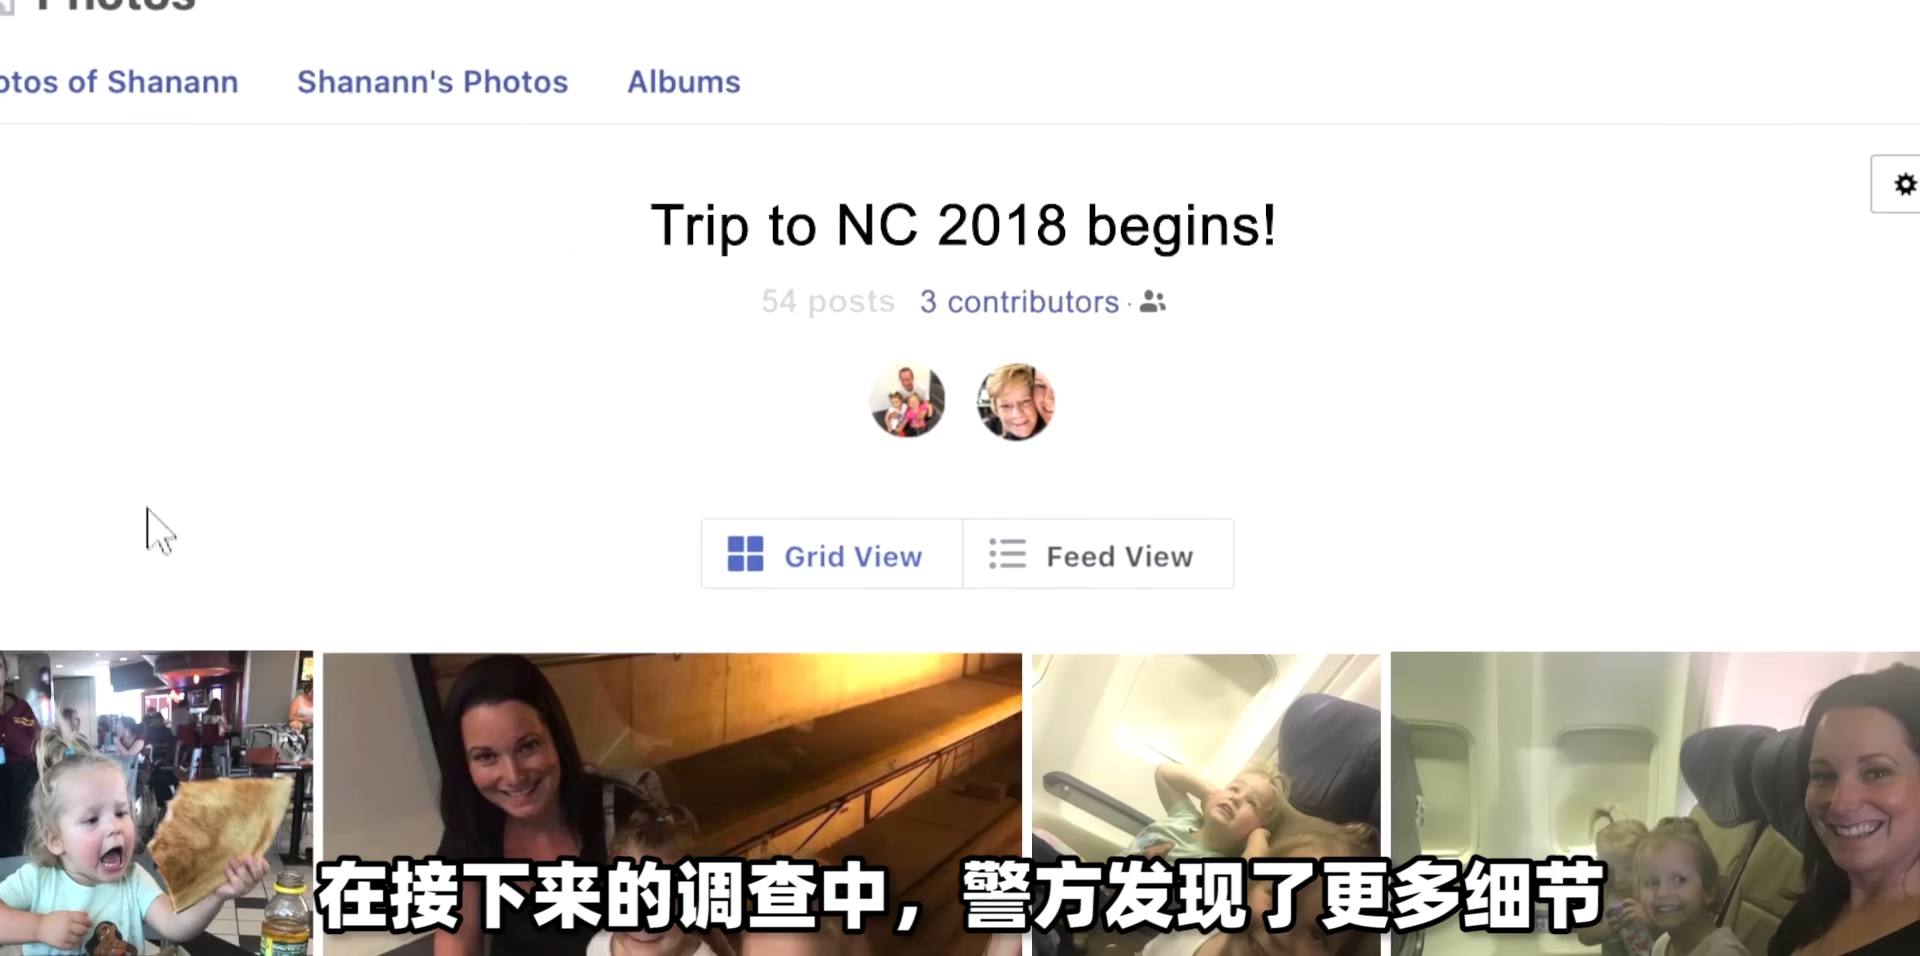 Photos
otos of Shanann Shanann's Photos Albums
Trip to NC 2018 begins!
54 posts 3 contributors ·
Grid View Feed View
在接下来的调查中，警方发现了更多细节